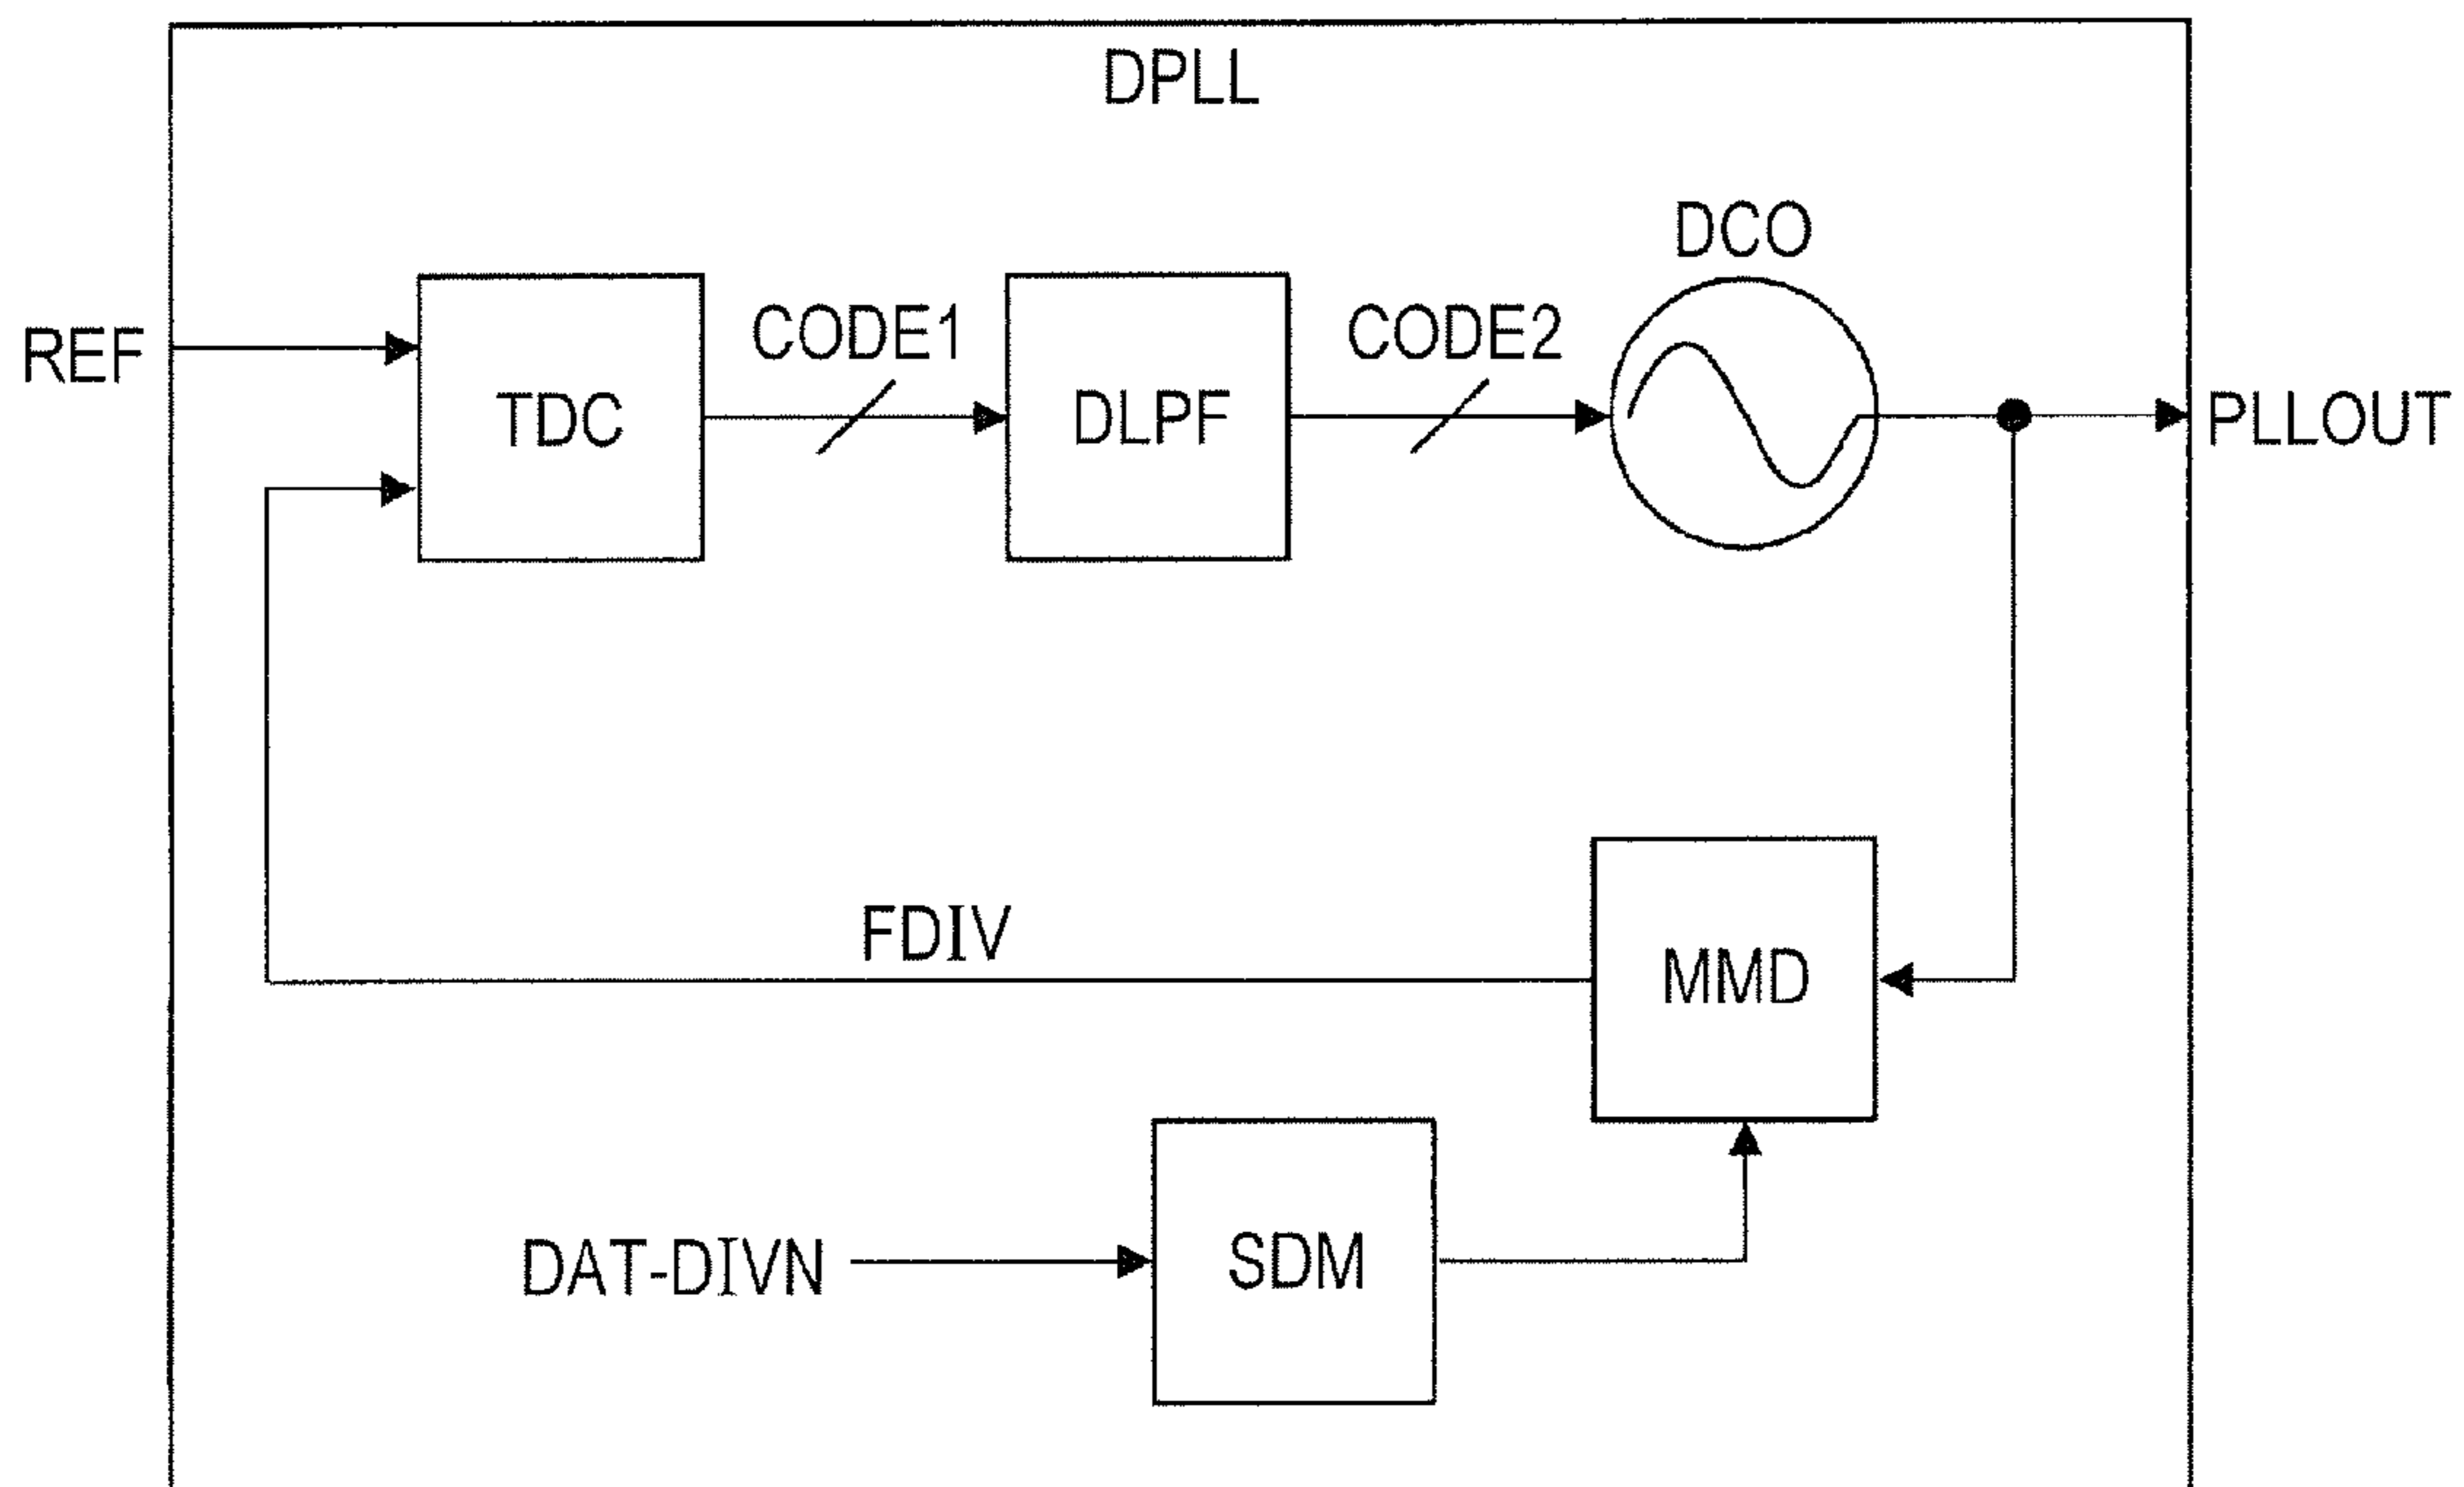 DPLL
DCO
REF
CODE1
CODE2
TDC
DLPF
PLLOUT
FDIV
MMD
DAT-DIVN
SDM